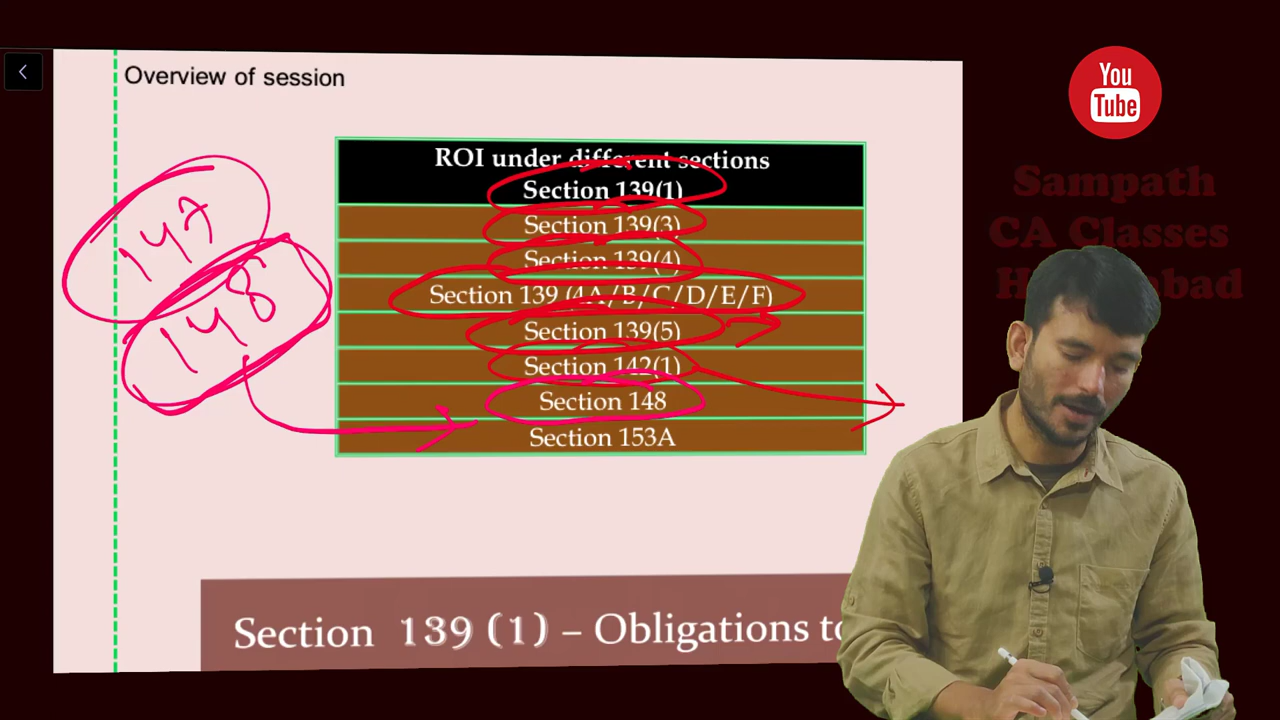 Overview of session
You
Tube
ROI under different sections
Section 139(1)
Section 139(3)
Section 139(4)
Section 139 (4A/B/C/D/E/F)
Section 139(5)
Section 142(1)
Section 148
Section 153A
147
148
Sampath
CA Classes
Section 139 (1) – Obligations to